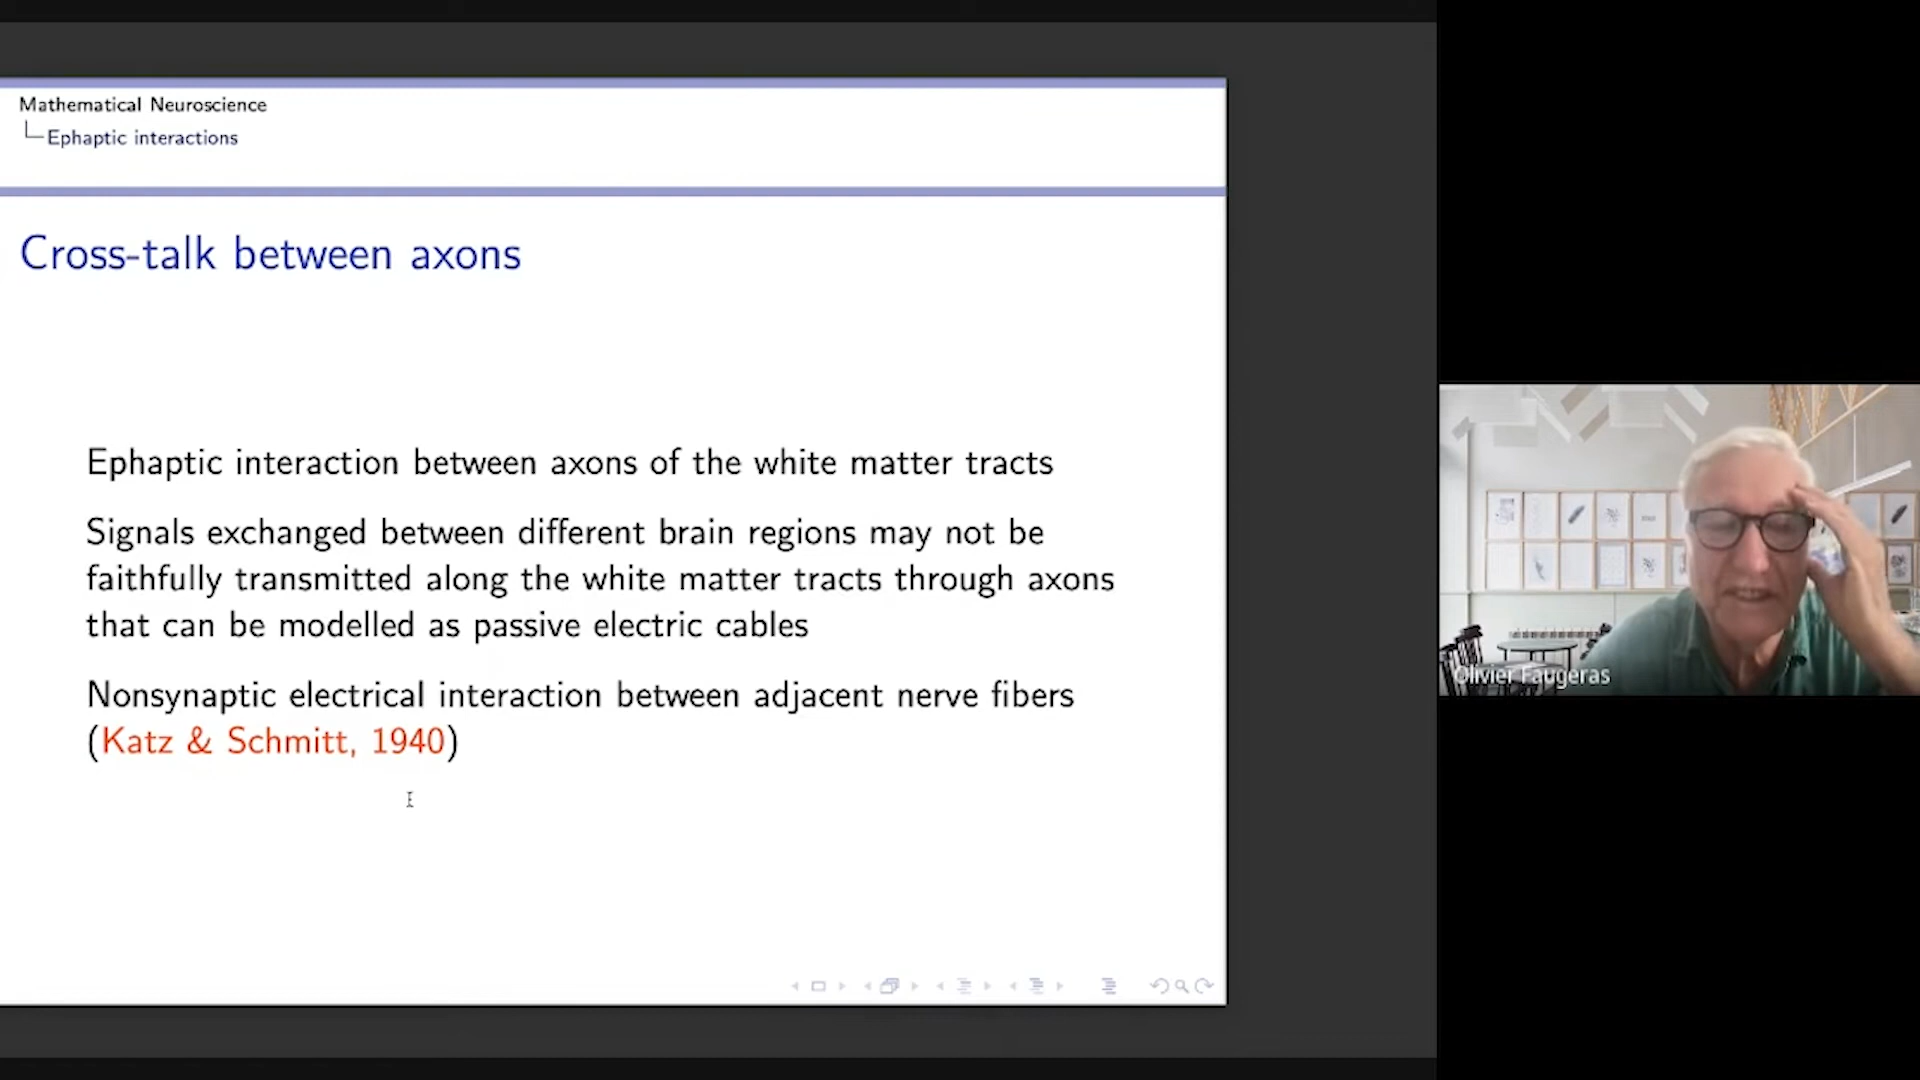 Mathematical Neuroscience
Ephaptic interactions
Cross-talk between axons
Ephaptic interaction between axons of the white matter tracts
Signals exchanged between different brain regions may not be
faithfully transmitted along the white matter tracts through axons
that can be modelled as passive electric cables
Nonsynaptic electrical interaction between adjacent nerve fibers
(Katz & Schmitt, 1940)
Olivier Faugeras